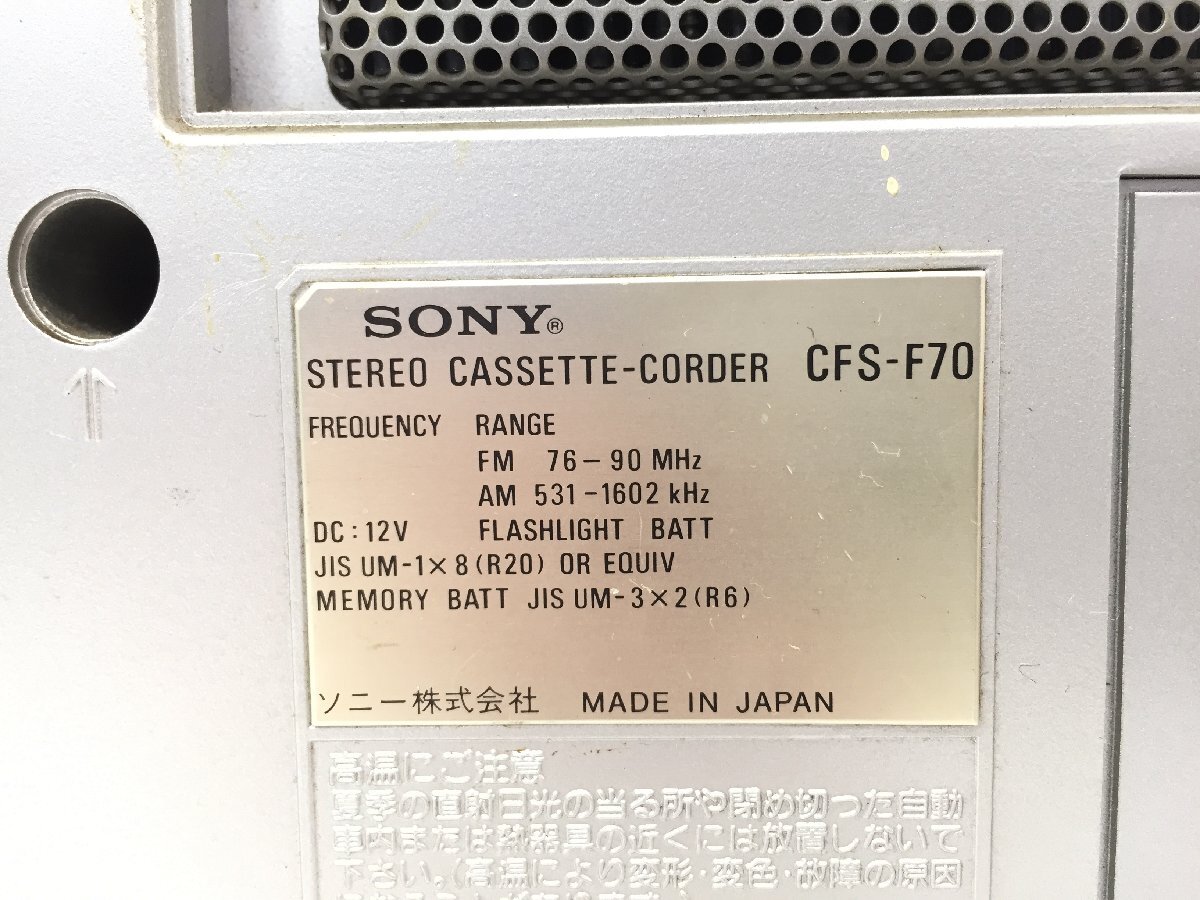 SONY®
STEREO CASSETTE-CORDER CFS-F70
FREQUENCY RANGE
FM 76-90 MHz
AM 531-1602 kHz
DC:12V FLASHLIGHT BATT
JIS UM-1×8(R20) OR EQUIV
MEMORY BATT JIS UM-3×2(R6)
ソニー株式会社 MADE IN JAPAN
高温にご注意
夏季の直射日光の当る所や閉め切った自動
車内または熱器具の近くには放置しないで
下さい。(高温により変形・変色・故障の原因